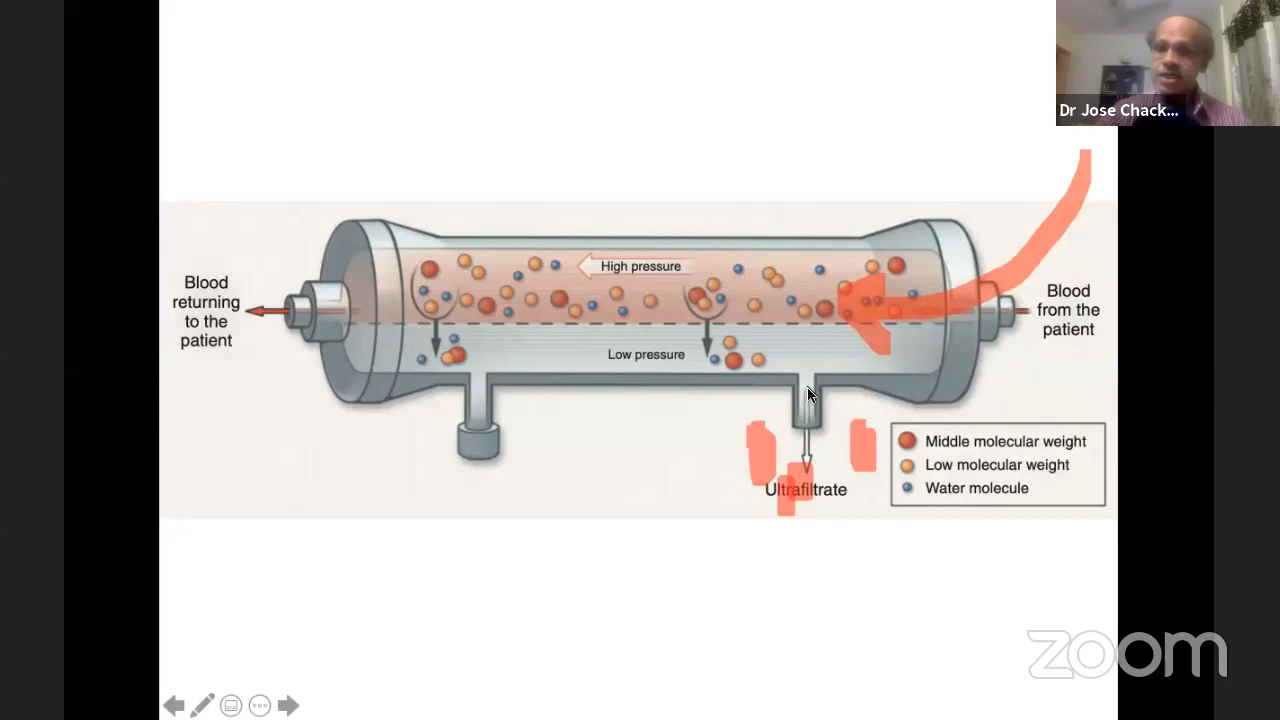 Dr Jose Chack...
High pressure
Blood
returning
to the
patient
Blood
from the
patient
Low pressure
Middle molecular weight
Low molecular weight
Water molecule
Ultrafiltrate
zoom